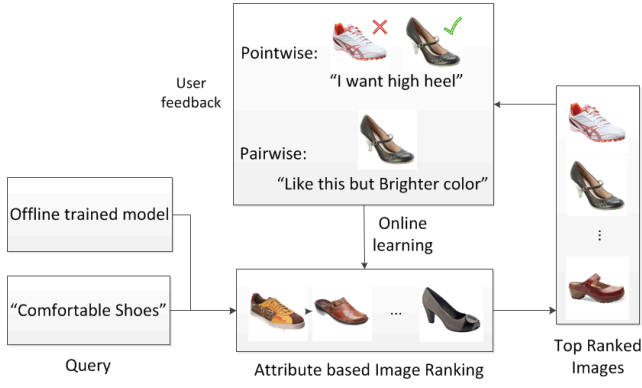 Pointwise:
“I want high heel”
User
feedback
Pairwise:
“Like this but Brighter color”
Offline trained model
Online
learning
“Comfortable Shoes”
...
⋮
Query
Attribute based Image Ranking
Top Ranked
Images